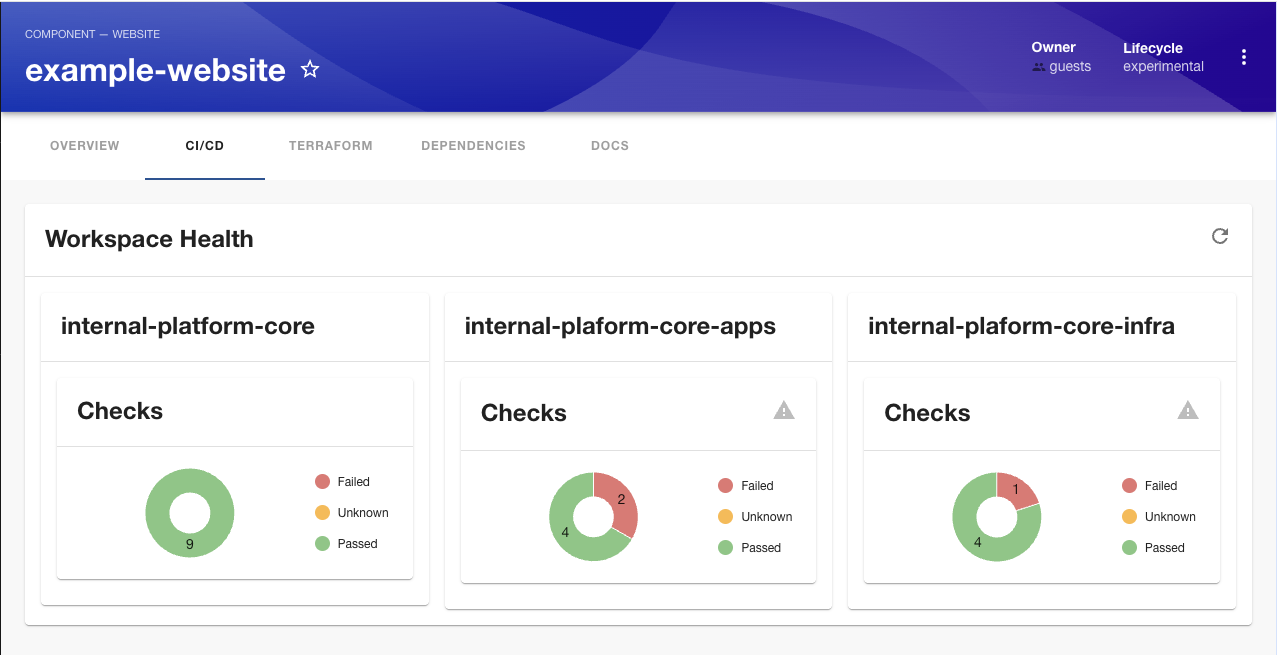 COMPONENT — WEBSITE
example-website
Owner
guests
Lifecycle
experimental
OVERVIEW
CI/CD
TERRAFORM
DEPENDENCIES
DOCS
Workspace Health
internal-platform-core
Checks
9
Failed
Unknown
Passed
internal-plaform-core-apps
Checks
2
4
Failed
Unknown
Passed
internal-plaform-core-infra
Checks
1
4
Failed
Unknown
Passed